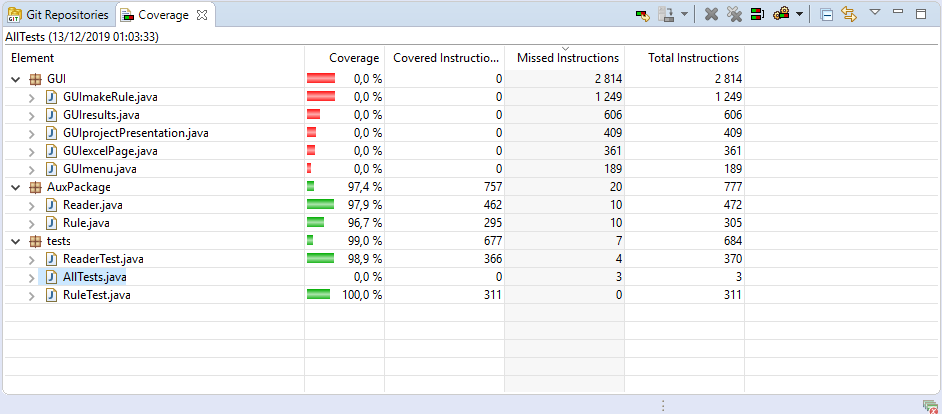 Git Repositories Coverage
AllTests (13/12/2019 01:03:33)
Element Coverage Covered Instructio... Missed Instructions Total Instructions
GUI 0,0 % 0 2 814 2 814
GUImakeRule.java 0,0 % 0 1 249 1 249
GUIresults.java 0,0 % 0 606 606
GUIprojectPresentation.java 0,0 % 0 409 409
GUIexcelPage.java 0,0 % 0 361 361
GUImenu.java 0,0 % 0 189 189
AuxPackage 97,4 % 757 20 777
Reader.java 97,9 % 462 10 472
Rule.java 96,7 % 295 10 305
tests 99,0 % 677 7 684
ReaderTest.java 98,9 % 366 4 370
AllTests.java 0,0 % 0 3 3
RuleTest.java 100,0 % 311 0 311